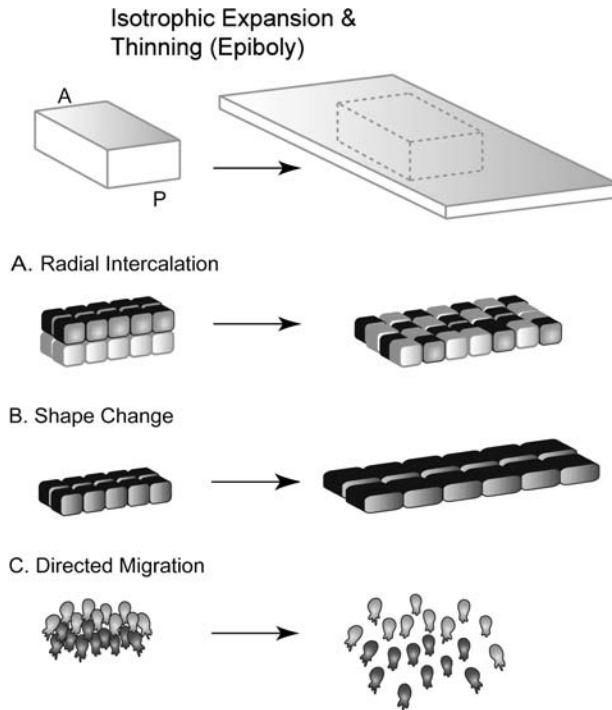 Isotrophic Expansion &
Thinning (Epiboly)
A
P
A. Radial Intercalation
B. Shape Change
C. Directed Migration